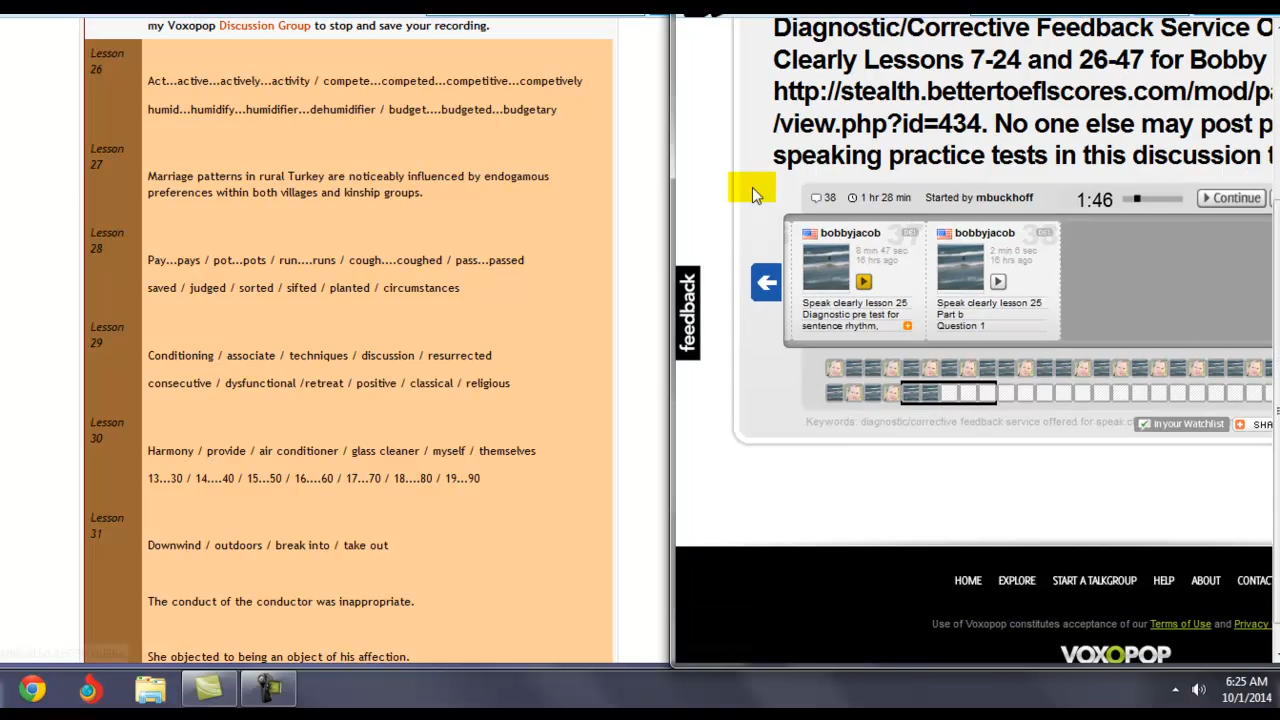 my Voxopop Discussion Group to stop and save your recording.
Lesson
26
Act...active...actively...activity / compete...competed...competitive...competively
humid...humidify...humidifier...dehumidifier / budget....budgeted...budgetary
Lesson
27
Marriage patterns in rural Turkey are noticeably influenced by endogamous
preferences within both villages and kinship groups.
Lesson
28
Pay...pays / pot...pots / run....runs / cough....coughed / pass...passed
saved / judged / sorted / sifted / planted / circumstances
Lesson
29
Conditioning / associate / techniques / discussion / resurrected
consecutive / dysfunctional /retreat / positive / classical / religious
Lesson
30
Harmony / provide / air conditioner / glass cleaner / myself / themselves
13...30 / 14....40 / 15...50 / 16....60 / 17...70 / 18....80 / 19...90
Lesson
31
Downwind / outdoors / break into / take out
The conduct of the conductor was inappropriate.
She objected to being an object of his affection.
Diagnostic/Corrective Feedback Service O
Clearly Lessons 7-24 and 26-47 for Bobby
http://stealth.bettertoeflscores.com/mod/pa
/view.php?id=434. No one else may post p
speaking practice tests in this discussion t
38 1 hr 28 min Started by mbuckhoff 1:46 Continue
bobbyjacob DEL 37
8 min 47 sec
16 hrs ago
Speak clearly lesson 25
Diagnostic pre test for
sentence rhythm,
bobbyjacob DEL 38
2 min 6 sec
16 hrs ago
Speak clearly lesson 25
Part b
Question 1
feedback
Keywords: diagnostic/corrective feedback service offered for speak c
In your Watchlist SHA
HOME EXPLORE START A TALKGROUP HELP ABOUT CONTAC
Use of Voxopop constitutes acceptance of our Terms of Use and Privacy
VOXOPOP
6:25 AM
10/1/2014